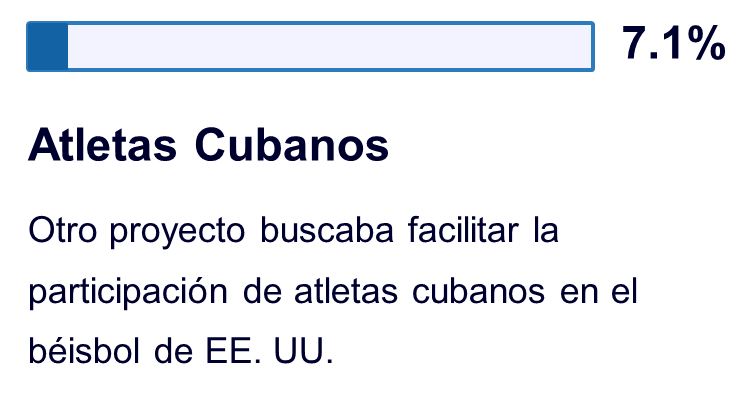 7.1%
Atletas Cubanos
Otro proyecto buscaba facilitar la
participación de atletas cubanos en el
béisbol de EE. UU.